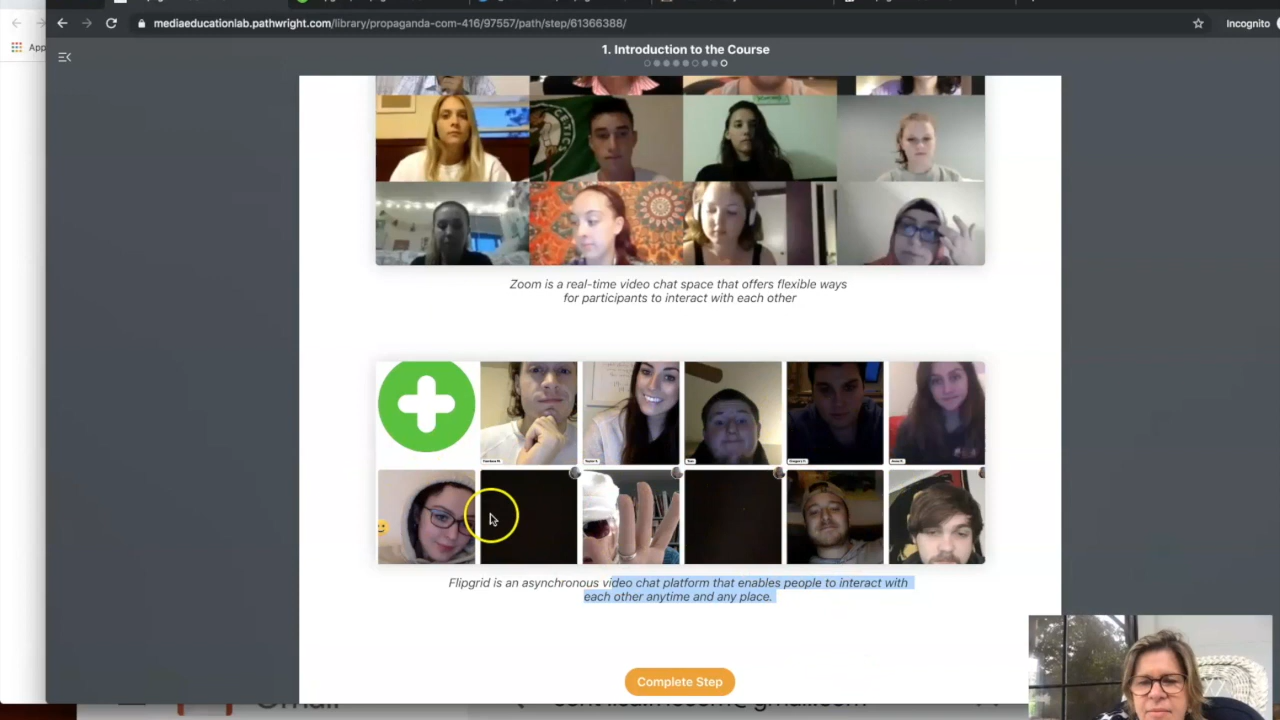 App
mediaeducationlab.pathwright.com/library/propaganda-com-416/97557/path/step/61366388/
Incognito
1. Introduction to the Course
CELTICS
Zoom is a real-time video chat space that offers flexible ways
for participants to interact with each other
Flipgrid is an asynchronous video chat platform that enables people to interact with
each other anytime and any place.
Complete Step